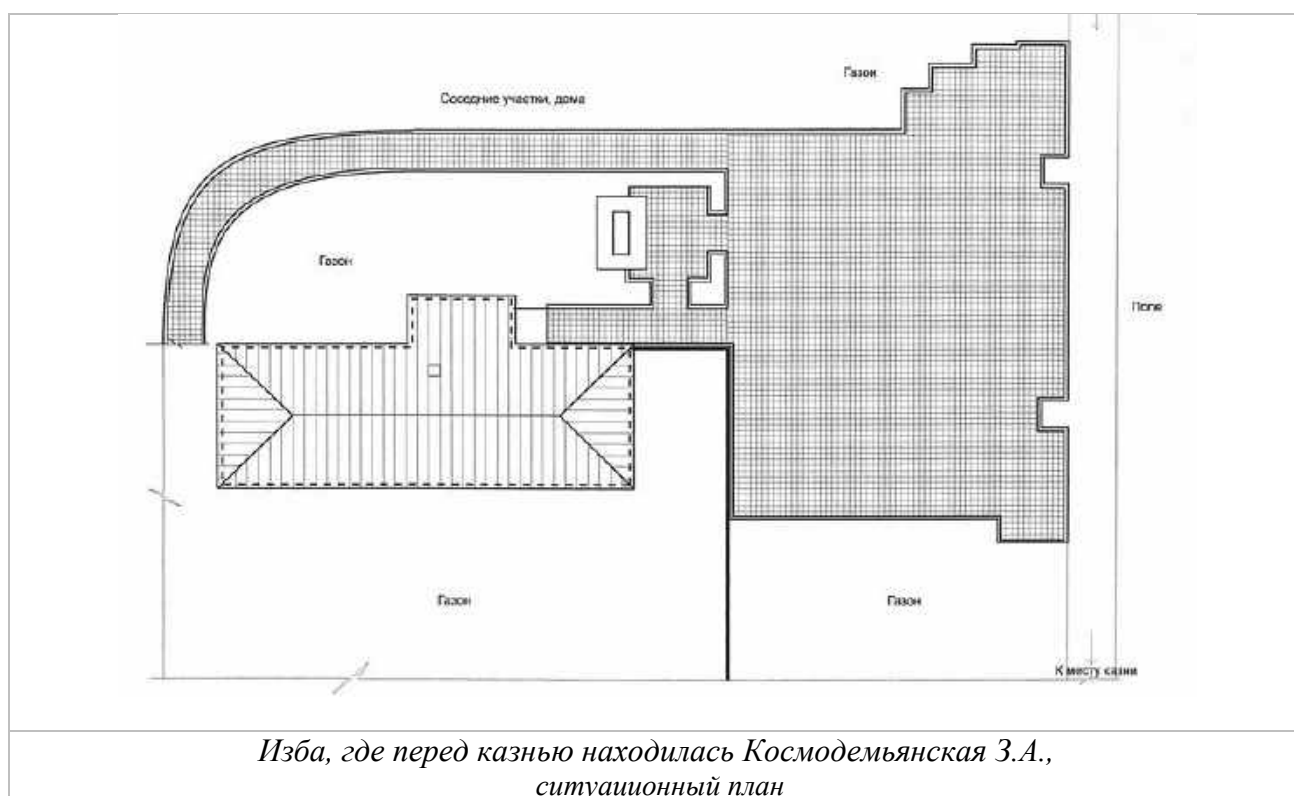 Газон
Соседние участки, дома
Газон
Поле
Газон
Газон
К месту казни
Изба, где перед казнью находилась Космодемьянская З.А.,
ситуационный план